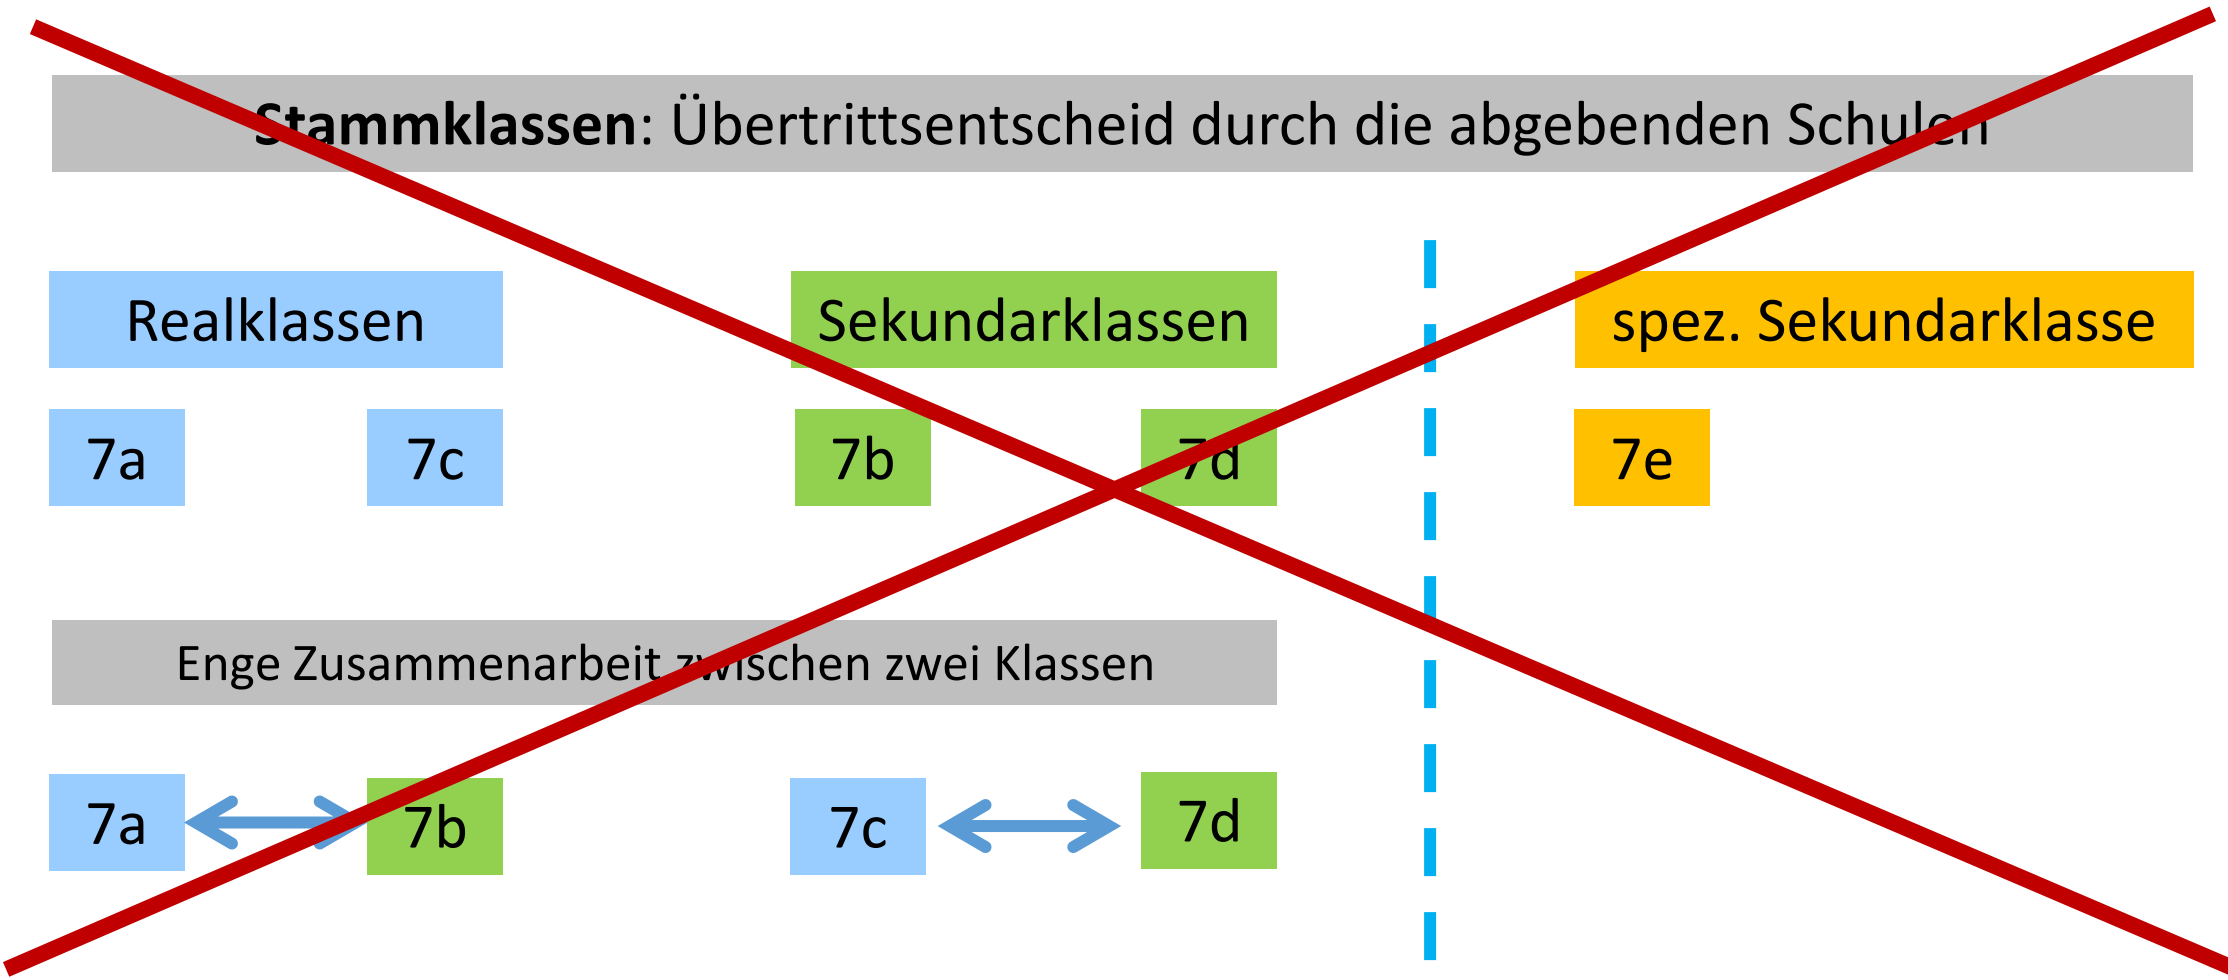 Stammklassen: Übertrittsentscheid durch die abgebenden Schulen
Realklassen
Sekundarklassen
spez. Sekundarklasse
7a
7c
7b
7d
7e
Enge Zusammenarbeit zwischen zwei Klassen
7a
7b
7c
7d